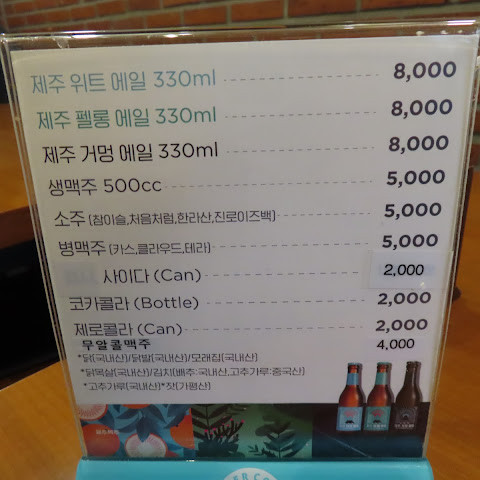 제주 위트 에일 330ml 8,000
제주 펠롱 에일 330ml 8,000
제주 거멍 에일 330ml 8,000
생맥주 500cc 5,000
소주 (참이슬,처음처럼,한라산,진로이즈백) 5,000
병맥주 (카스,클라우드,테라) 5,000
사이다 (Can) 2,000
코카콜라 (Bottle) 2,000
제로콜라 (Can) 2,000
무알콜맥주 4,000
*닭(국내산)/닭발(국내산)/모래집(국내산)
*닭목살(국내산)/김치(배추:국내산,고추가루:중국산)
*고추가루(국내산)*잣(가평산)